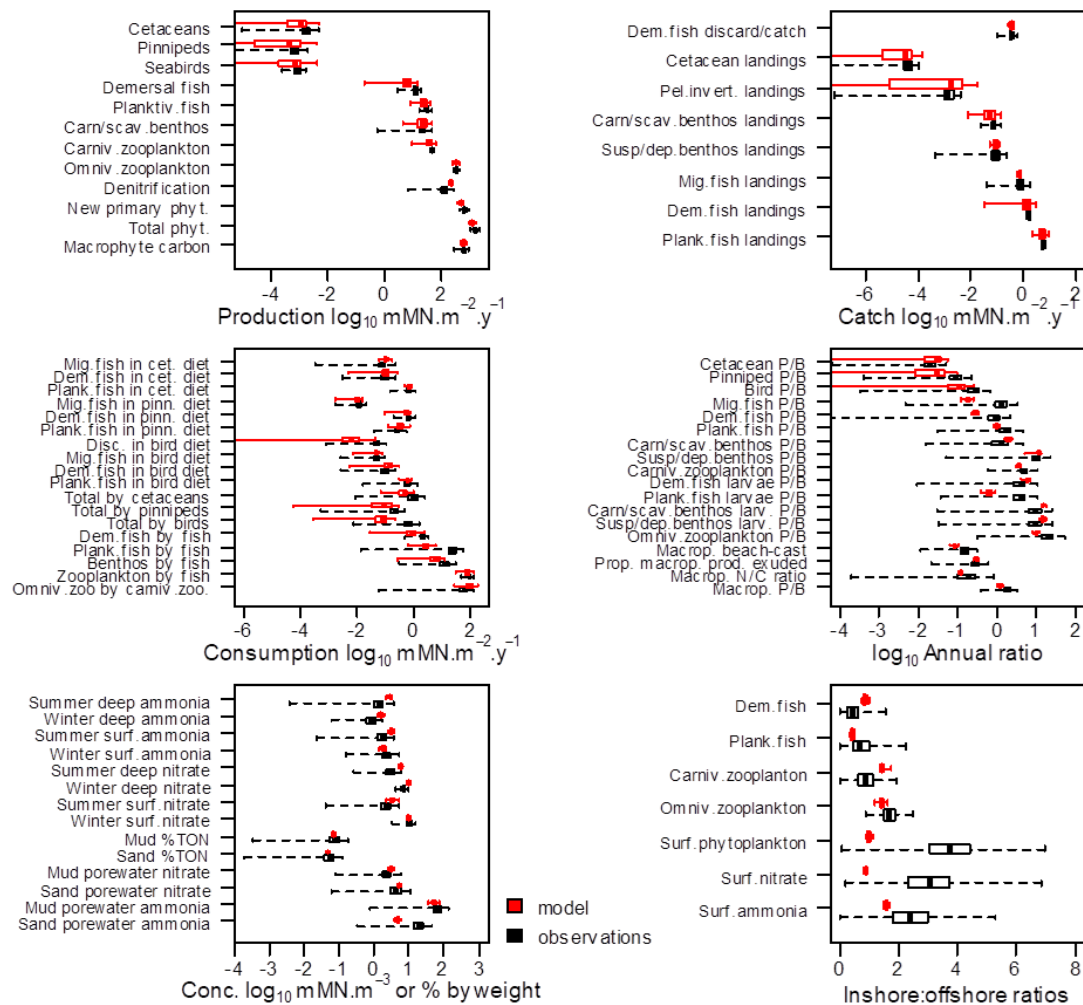 Cetaceans
Pinnipeds
Seabirds
Demersal fish
Planktiv.fish
Carn/scav.benthos
Carniv.zooplankton
Omniv.zooplankton
Denitrification
New primary phyt.
Total phyt.
Macrophyte carbon
-4 -2 0 2
Production log₁₀ mMN.m⁻².y⁻¹
Dem.fish discard/catch
Cetacean landings
Pel.invert. landings
Carn/scav.benthos landings
Susp/dep.benthos landings
Mig.fish landings
Dem.fish landings
Plank.fish landings
-6 -4 -2 0 2
Catch log₁₀ mMN.m⁻².y⁻¹
Mig.fish in cet. diet
Dem.fish in cet. diet
Plank.fish in cet. diet
Mig.fish in pinn. diet
Dem.fish in pinn. diet
Plank.fish in pinn. diet
Disc. in bird diet
Mig.fish in bird diet
Dem.fish in bird diet
Plank.fish in bird diet
Total by cetaceans
Total by pinnipeds
Total by birds
Dem.fish by fish
Plank.fish by fish
Benthos by fish
Zooplankton by fish
Omniv.zoo by carniv.zoo.
-6 -4 -2 0 2
Consumption log₁₀ mMN.m⁻².y⁻¹
Cetacean P/B
Pinniped P/B
Bird P/B
Mig.fish P/B
Dem.fish P/B
Plank.fish P/B
Carn/scav.benthos P/B
Susp/dep.benthos P/B
Carniv.zooplankton P/B
Dem.fish larvae P/B
Plank.fish larvae P/B
Carn/scav.benthos larv. P/B
Susp/dep.benthos larv. P/B
Omniv.zooplankton P/B
Macrop. beach-cast
Prop. macrop. prod. exuded
Macrop. N/C ratio
Macrop. P/B
-4 -3 -2 -1 0 1 2
log₁₀ Annual ratio
Summer deep ammonia
Winter deep ammonia
Summer surf.ammonia
Winter surf.ammonia
Summer deep nitrate
Winter deep nitrate
Summer surf.nitrate
Winter surf.nitrate
Mud %TON
Sand %TON
Mud porewater nitrate
Sand porewater nitrate
Mud porewater ammonia
Sand porewater ammonia
-4 -3 -2 -1 0 1 2 3
Conc. log₁₀ mMN.m⁻³ or % by weight
model
observations
Dem.fish
Plank.fish
Carniv.zooplanton
Omniv.zooplankton
Surf.phytoplankton
Surf.nitrate
Surf.ammonia
0 2 4 6 8
Inshore:offshore ratios